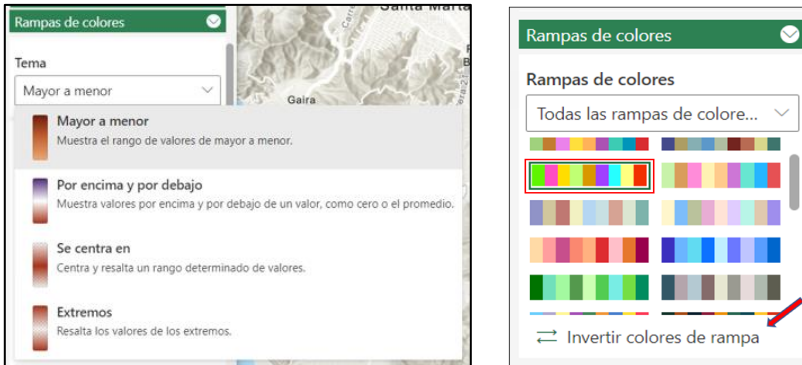 Rampas de colores
Santa Marta
Tema
Mayor a menor
Gaira
Mayor a menor
Muestra el rango de valores de mayor a menor.
Por encima y por debajo
Muestra valores por encima y por debajo de un valor, como cero o el promedio.
Se centra en
Centra y resalta un rango determinado de valores.
Extremos
Resalta los valores de los extremos.
Rampas de colores
Rampas de colores
Todas las rampas de colore...
Invertir colores de rampa